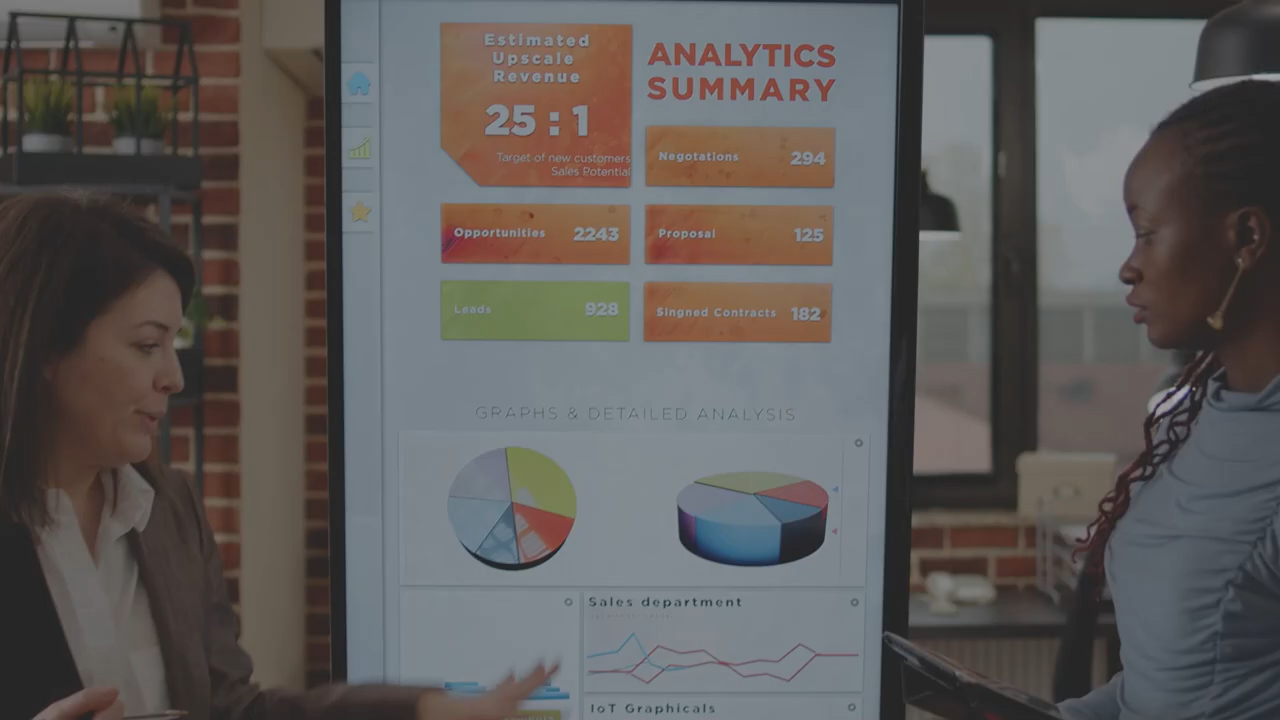 Estimated
Upscale
Revenue
25 : 1
Target of new customers
Sales Potential
ANALYTICS
SUMMARY
Negotations 294
Opportunities 2243
Proposal 125
Leads 928
Singned Contracts 182
GRAPHS & DETAILED ANALYSIS
Sales department
IoT Graphicals